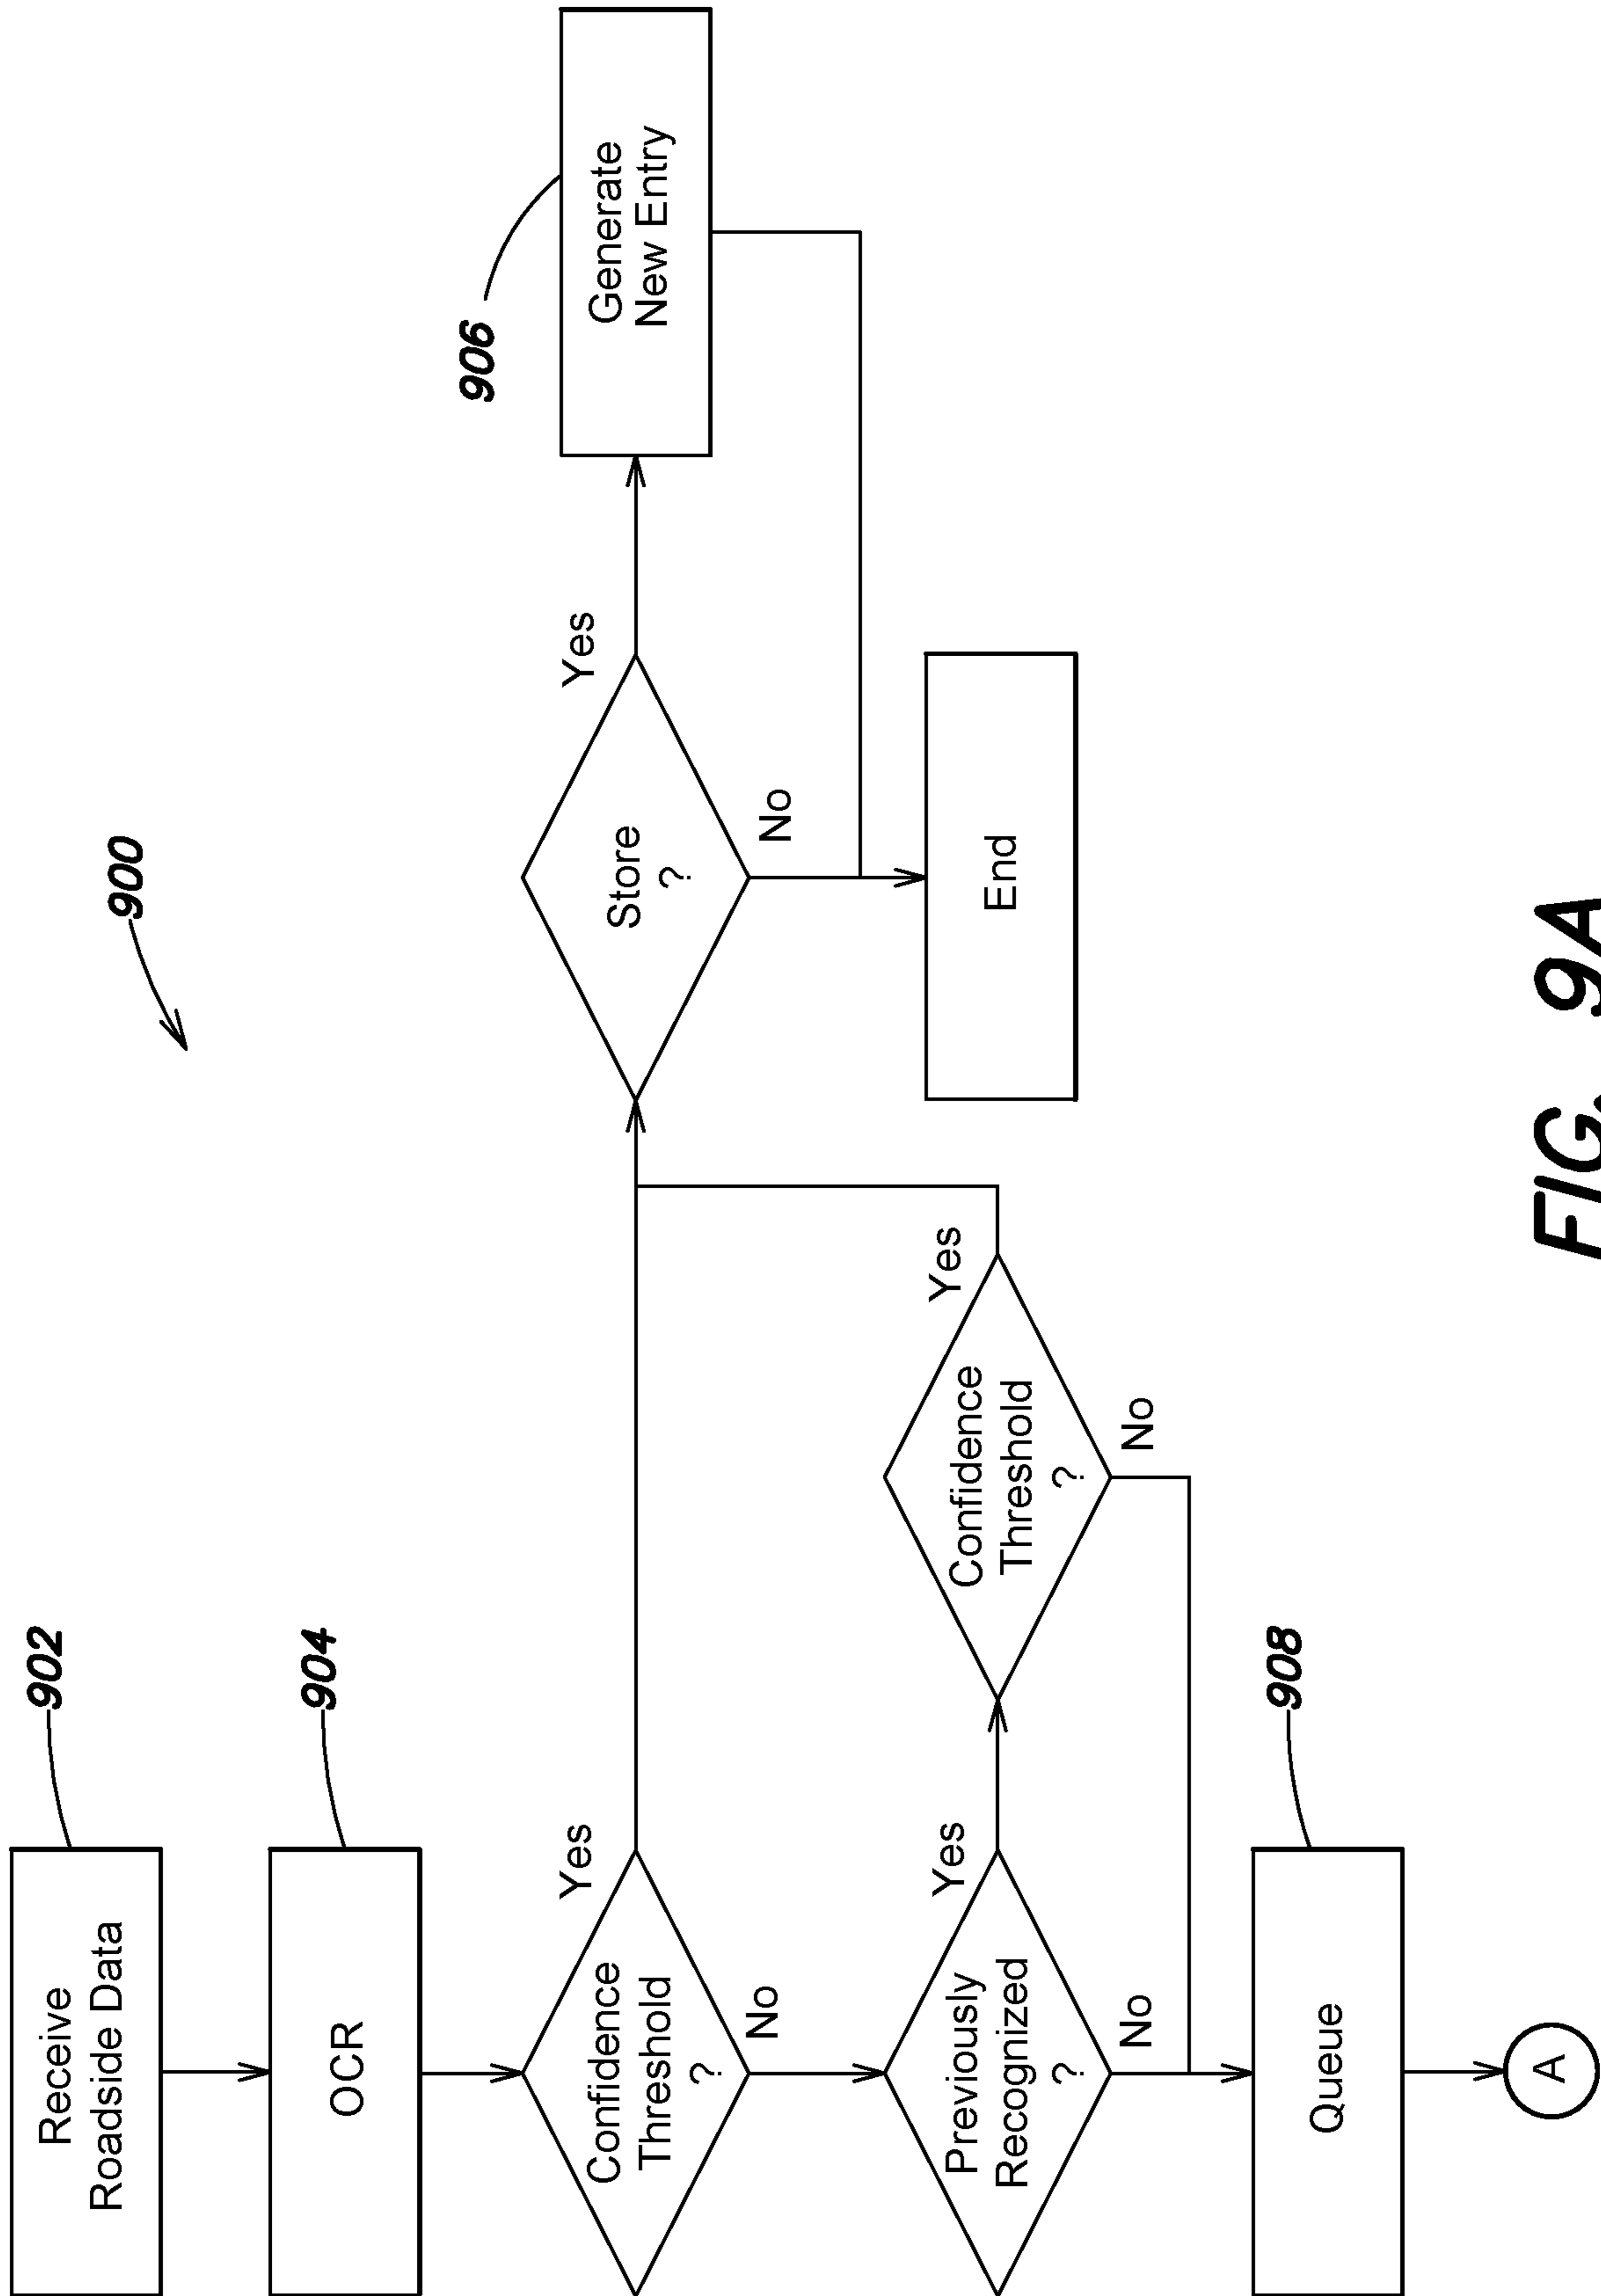 900
Receive
Roadside Data
902
OCR
904
Confidence
Threshold
?
Yes
No
Store
?
Yes
No
Generate
New Entry
906
Previously
Recognized
?
Yes
No
Confidence
Threshold
?
Yes
No
End
Queue
908
A
FIG. 9A